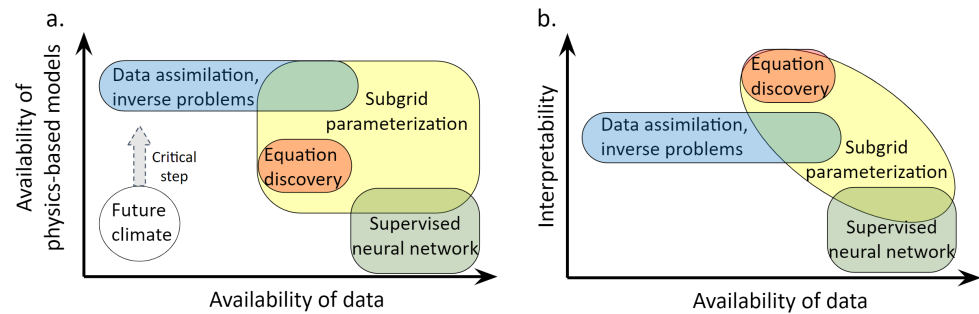 a.
Availability of
physics-based models
Data assimilation,
inverse problems
Subgrid
parameterization
Critical
step
Equation
discovery
Future
climate
Supervised
neural network
Availability of data
b.
Interpretability
Equation
discovery
Data assimilation,
inverse problems
Subgrid
parameterization
Supervised
neural network
Availability of data